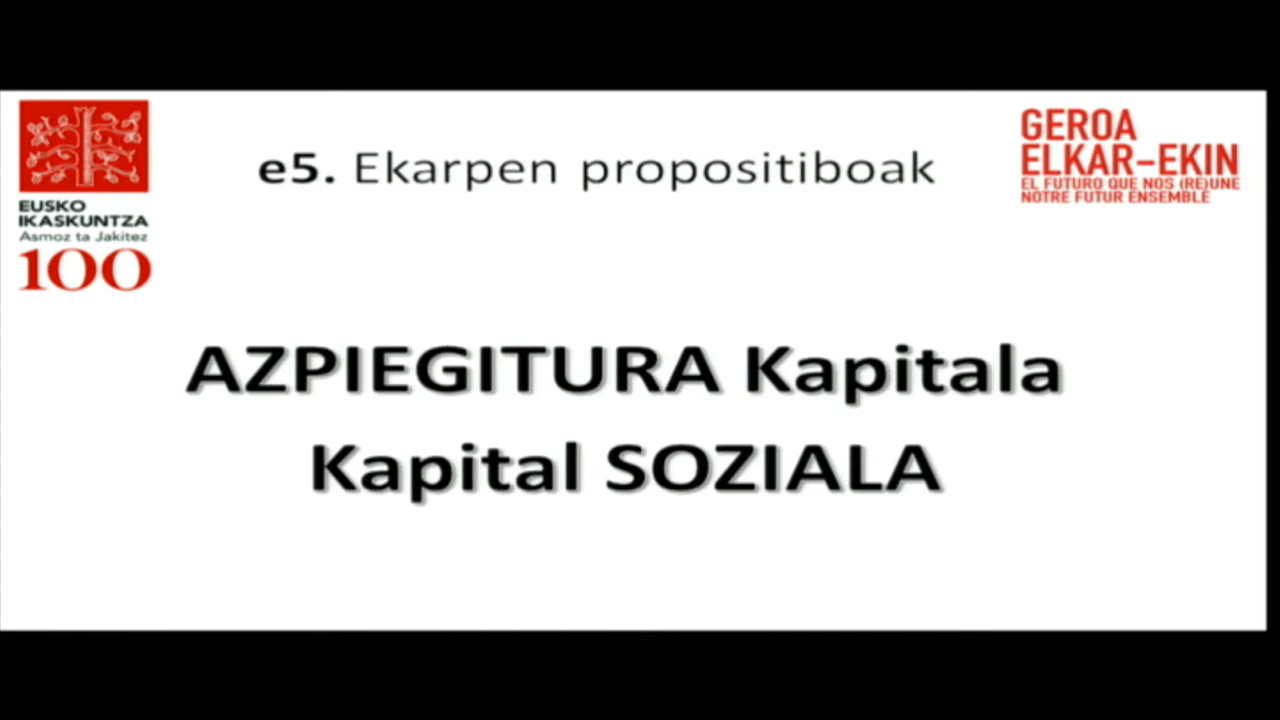 EUSKO
IKASKUNTZA
Asmoz ta Jakitez
100
e5. Ekarpen propositiboak
GEROA
ELKAR-EKIN
EL FUTURO QUE NOS (RE)UNE
NOTRE FUTUR ENSEMBLE
AZPIEGITURA Kapitala
Kapital SOZIALA